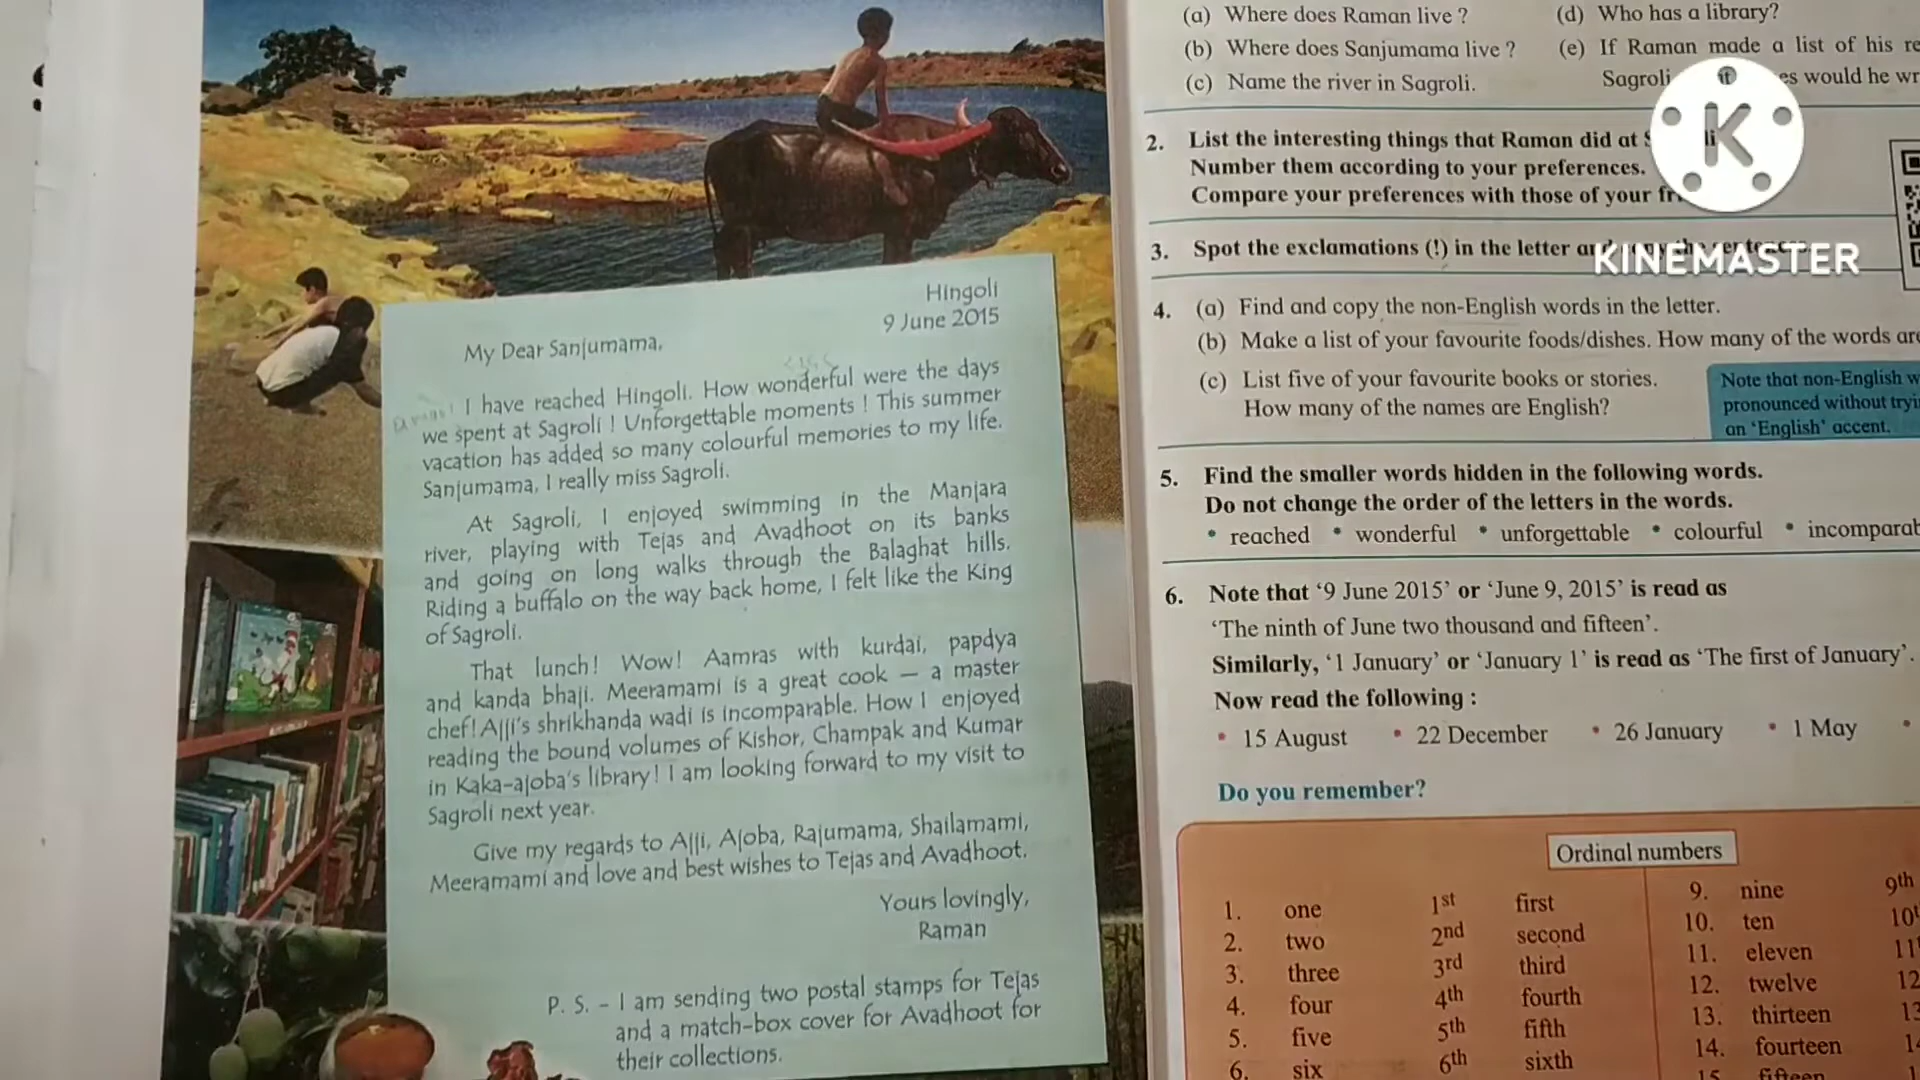 Hingoli
9 June 2015
My Dear Sanjumama,
I have reached Hingoli. How wonderful were the days
we spent at Sagroli ! Unforgettable moments ! This summer
vacation has added so many colourful memories to my life.
Sanjumama, I really miss Sagroli.
At Sagroli, I enjoyed swimming in the Manjara
river, playing with Tejas and Avadhoot on its banks
and going on long walks through the Balaghat hills.
Riding a buffalo on the way back home, I felt like the King
of Sagroli.
That lunch! Wow! Aamras with kurdai, papdya
and kanda bhaji. Meeramami is a great cook – a master
chef! Ajji's shrikhanda wadi is incomparable. How I enjoyed
reading the bound volumes of Kishor, Champak and Kumar
in Kaka-ajoba's library! I am looking forward to my visit to
Sagroli next year.
Give my regards to Ajji, Ajoba, Rajumama, Shailamami,
Meeramami and love and best wishes to Tejas and Avadhoot.
Yours lovingly,
Raman
P. S. – I am sending two postal stamps for Tejas
and a match-box cover for Avadhoot for
their collections.
(a) Where does Raman live ?
(b) Where does Sanjumama live ?
(c) Name the river in Sagroli.
(d) Who has a library?
(e) If Raman made a list of his re
Sagroli es would he wr
2. List the interesting things that Raman did at
Number them according to your preferences.
Compare your preferences with those of your fr
3. Spot the exclamations (!) in the letter
K
KINEMASTER
4. (a) Find and copy the non-English words in the letter.
(b) Make a list of your favourite foods/dishes. How many of the words are
(c) List five of your favourite books or stories.
How many of the names are English?
Note that non-English w
pronounced without tryi
an 'English' accent.
5. Find the smaller words hidden in the following words.
Do not change the order of the letters in the words.
• reached • wonderful • unforgettable • colourful • incomparab
6. Note that '9 June 2015' or 'June 9, 2015' is read as
'The ninth of June two thousand and fifteen'.
Similarly, '1 January' or 'January 1' is read as 'The first of January'.
Now read the following :
• 15 August • 22 December • 26 January • 1 May •
Do you remember?
Ordinal numbers
1. one 1st first
2. two 2nd second
3. three 3rd third
4. four 4th fourth
5. five 5th fifth
6. six 6th sixth
9. nine 9th
10. ten 10t
11. eleven 11
12. twelve 12
13. thirteen 13
14. fourteen 14
15. fifteen